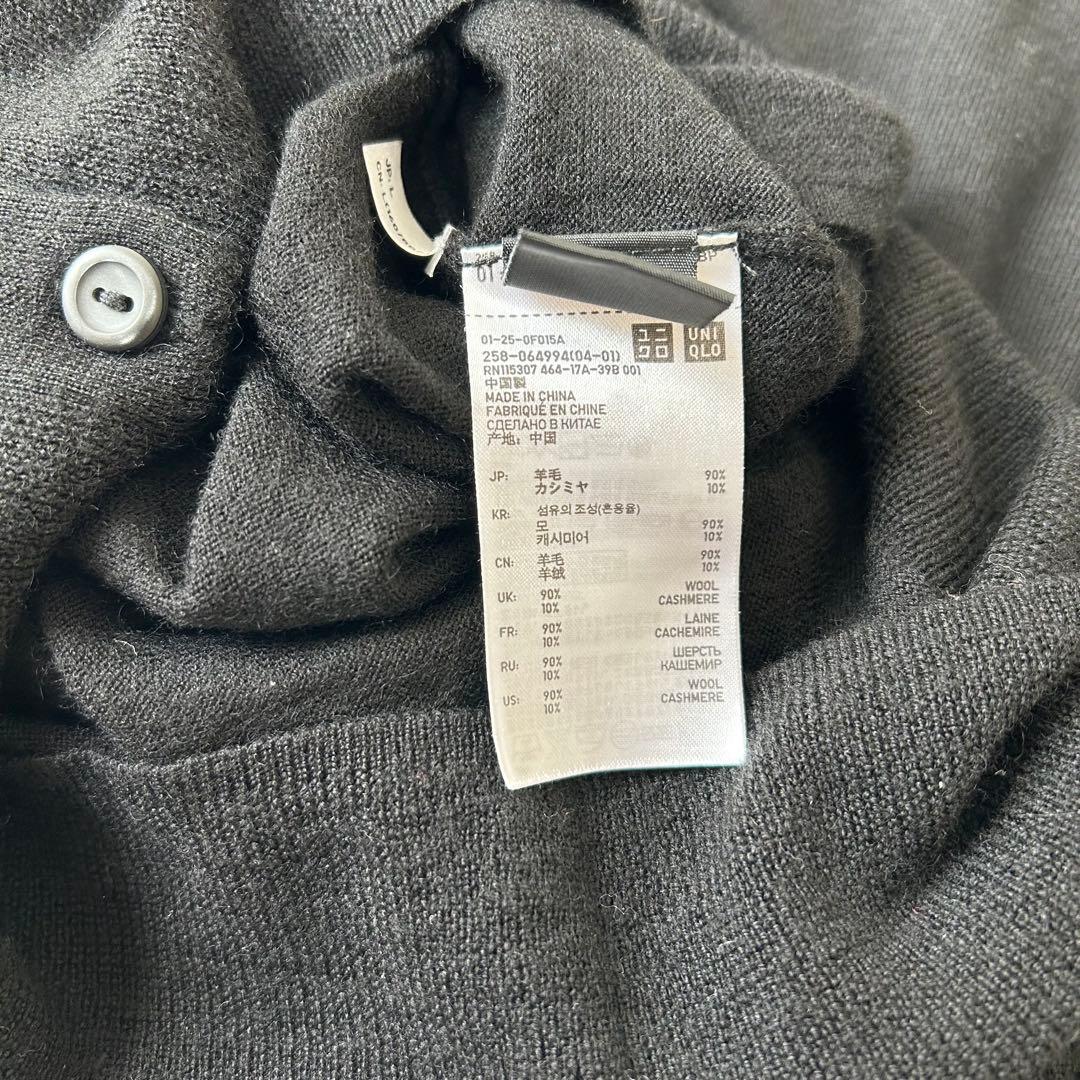 JP: L
01
01-25-0F015A
258-064994(04-01)
ユニ
クロ
UNI
QLO
RN115307 464-17A-39B 001
中国製
MADE IN CHINA
FABRIQUÉ EN CHINE
СДЕЛАНО В КИТАЕ
产地: 中国
JP: 羊毛 90%
カシミヤ 10%
KR: 섬유의 조성(혼용율)
모 90%
캐시미어 10%
CN: 羊毛 90%
羊绒 10%
UK: 90% WOOL
10% CASHMERE
FR: 90% LAINE
10% CACHEMIRE
RU: 90% ШЕРСТЬ
10% КАШЕМИР
US: 90% WOOL
10% CASHMERE